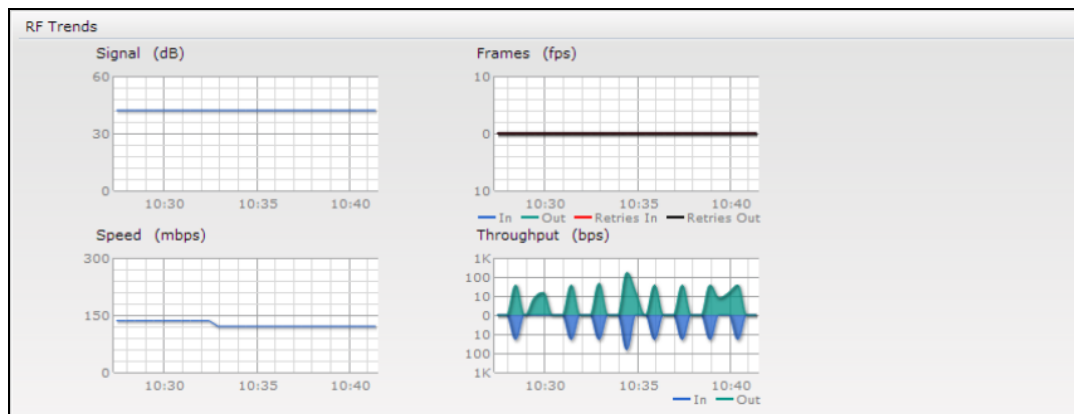 RF Trends
Signal (dB)
60
30
0
10:30 10:35 10:40
Frames (fps)
10
0
10
10:30 10:35 10:40
In Out Retries In Retries Out
Speed (mbps)
300
150
0
10:30 10:35 10:40
Throughput (bps)
1K
100
10
0
10
100
1K
10:30 10:35 10:40
In Out